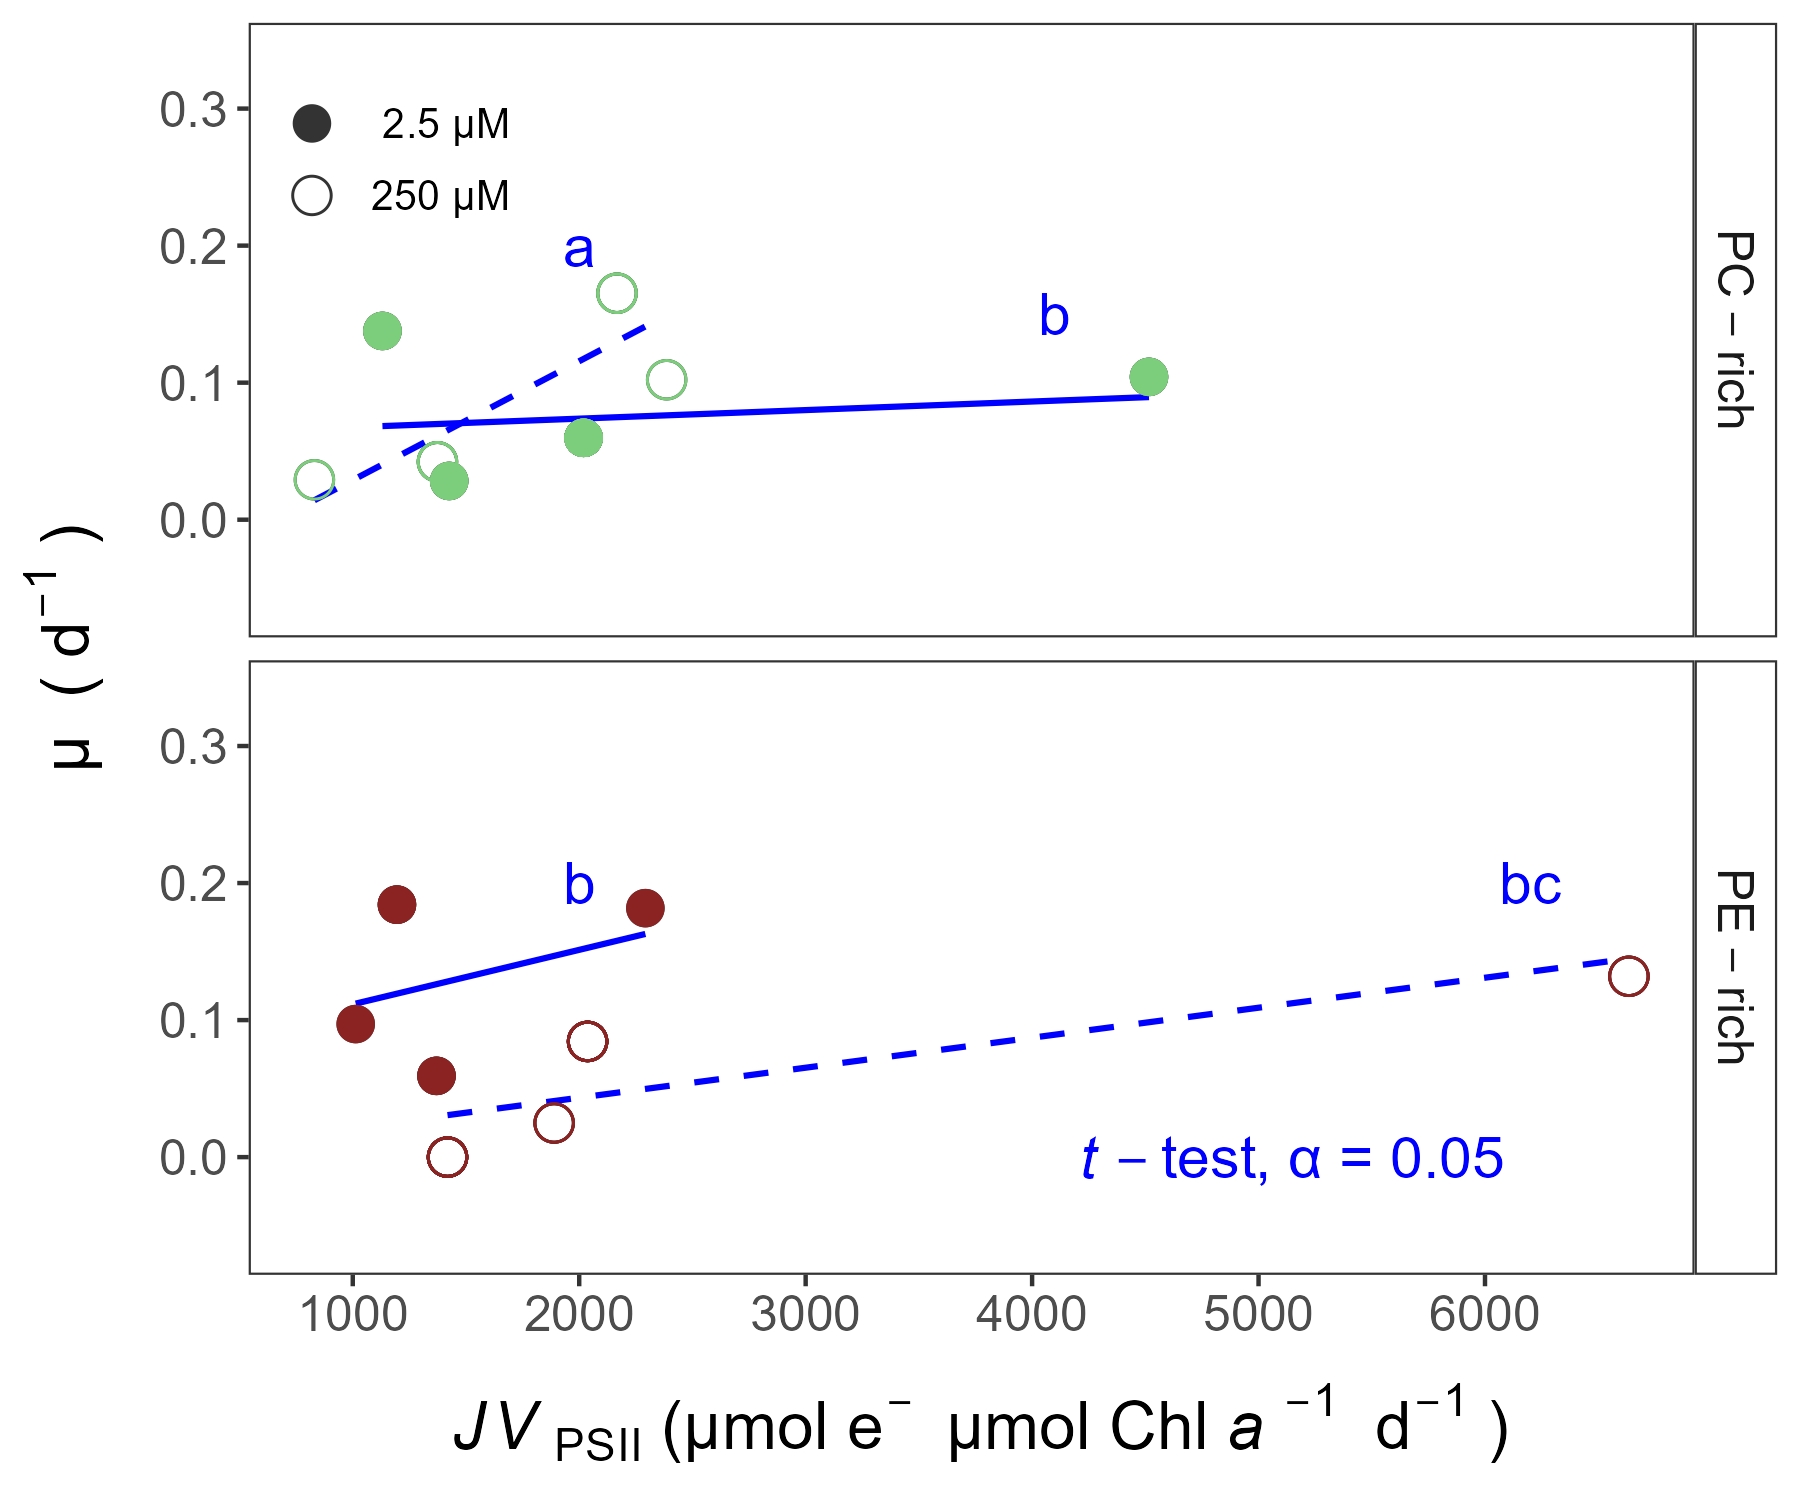 0.3
0.2
0.1
0.0
2.5 µM
250 µM
a
b
PC – rich
µ ( d⁻¹ )
0.3
0.2
0.1
0.0
b
bc
t – test, α = 0.05
PE – rich
1000 2000 3000 4000 5000 6000
JV PSII (µmol e⁻ µmol Chl a ⁻¹ d⁻¹ )